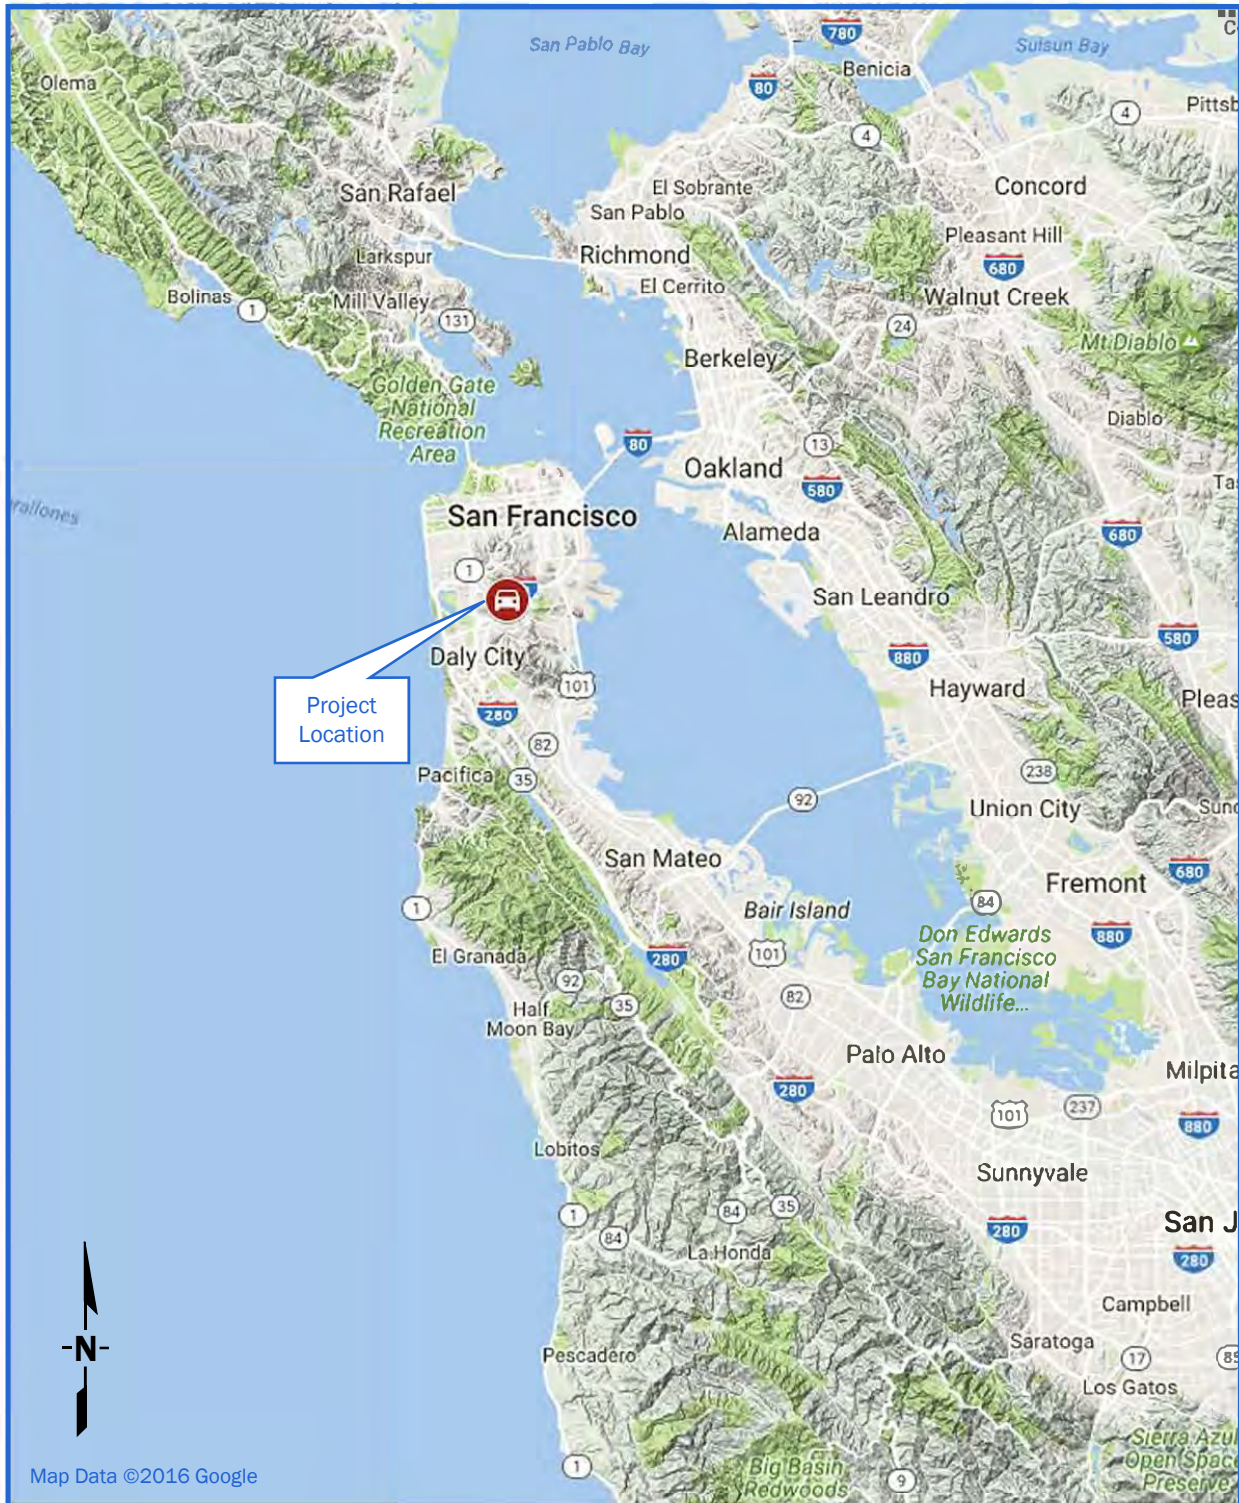 San Pablo Bay
780
Suisun Bay
C
Olema
80
Benicia
4
Pittsb
4
San Rafael
El Sobrante
Concord
San Pablo
Larkspur
Richmond
Pleasant Hill
680
Bolinas
1
Mill Valley
131
El Cerrito
Walnut Creek
24
Mt Diablo
Berkeley
Golden Gate
National
Recreation
Area
Diablo
80
13
Oakland
580
rallones
San Francisco
Alameda
680
1
San Leandro
580
Daly City
101
880
Hayward
Pleas
Project
Location
280
82
Pacifica
35
238
92
Union City
Sund
San Mateo
680
Fremont
1
Bair Island
84
880
Don Edwards
San Francisco
Bay National
Wildlife...
El Granada
280
101
92
35
82
Half
Moon Bay
Palo Alto
Milpita
280
101
237
880
Lobitos
Sunnyvale
1
84
84
35
280
San J
La Honda
280
Campbell
-N-
Saratoga
Pescadero
17
85
Los Gatos
Sierra Azul
Open Space
Preserve
Map Data ©2016 Google
1
Big Basin
Redwoods
9